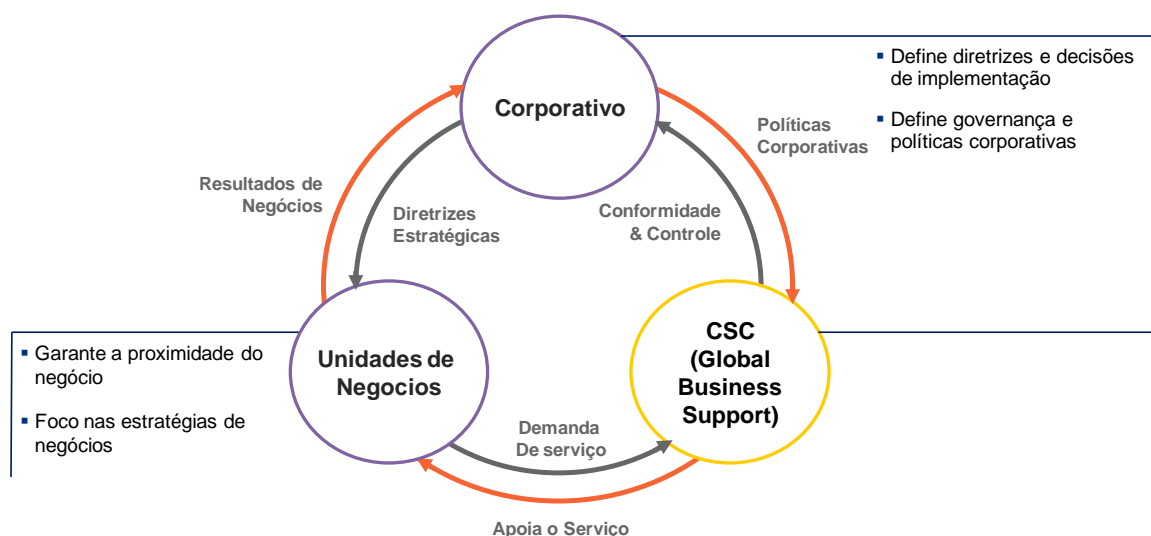 Corporativo
▪ Define diretrizes e decisões
de implementação
▪ Define governança e
políticas corporativas
Políticas
Corporativas
Resultados de
Negócios
Diretrizes
Estratégicas
Conformidade
& Controle
▪ Garante a proximidade do
negócio
▪ Foco nas estratégias de
negócios
Unidades de
Negocios
CSC
(Global
Business
Support)
Demanda
De serviço
Apoia o Serviço